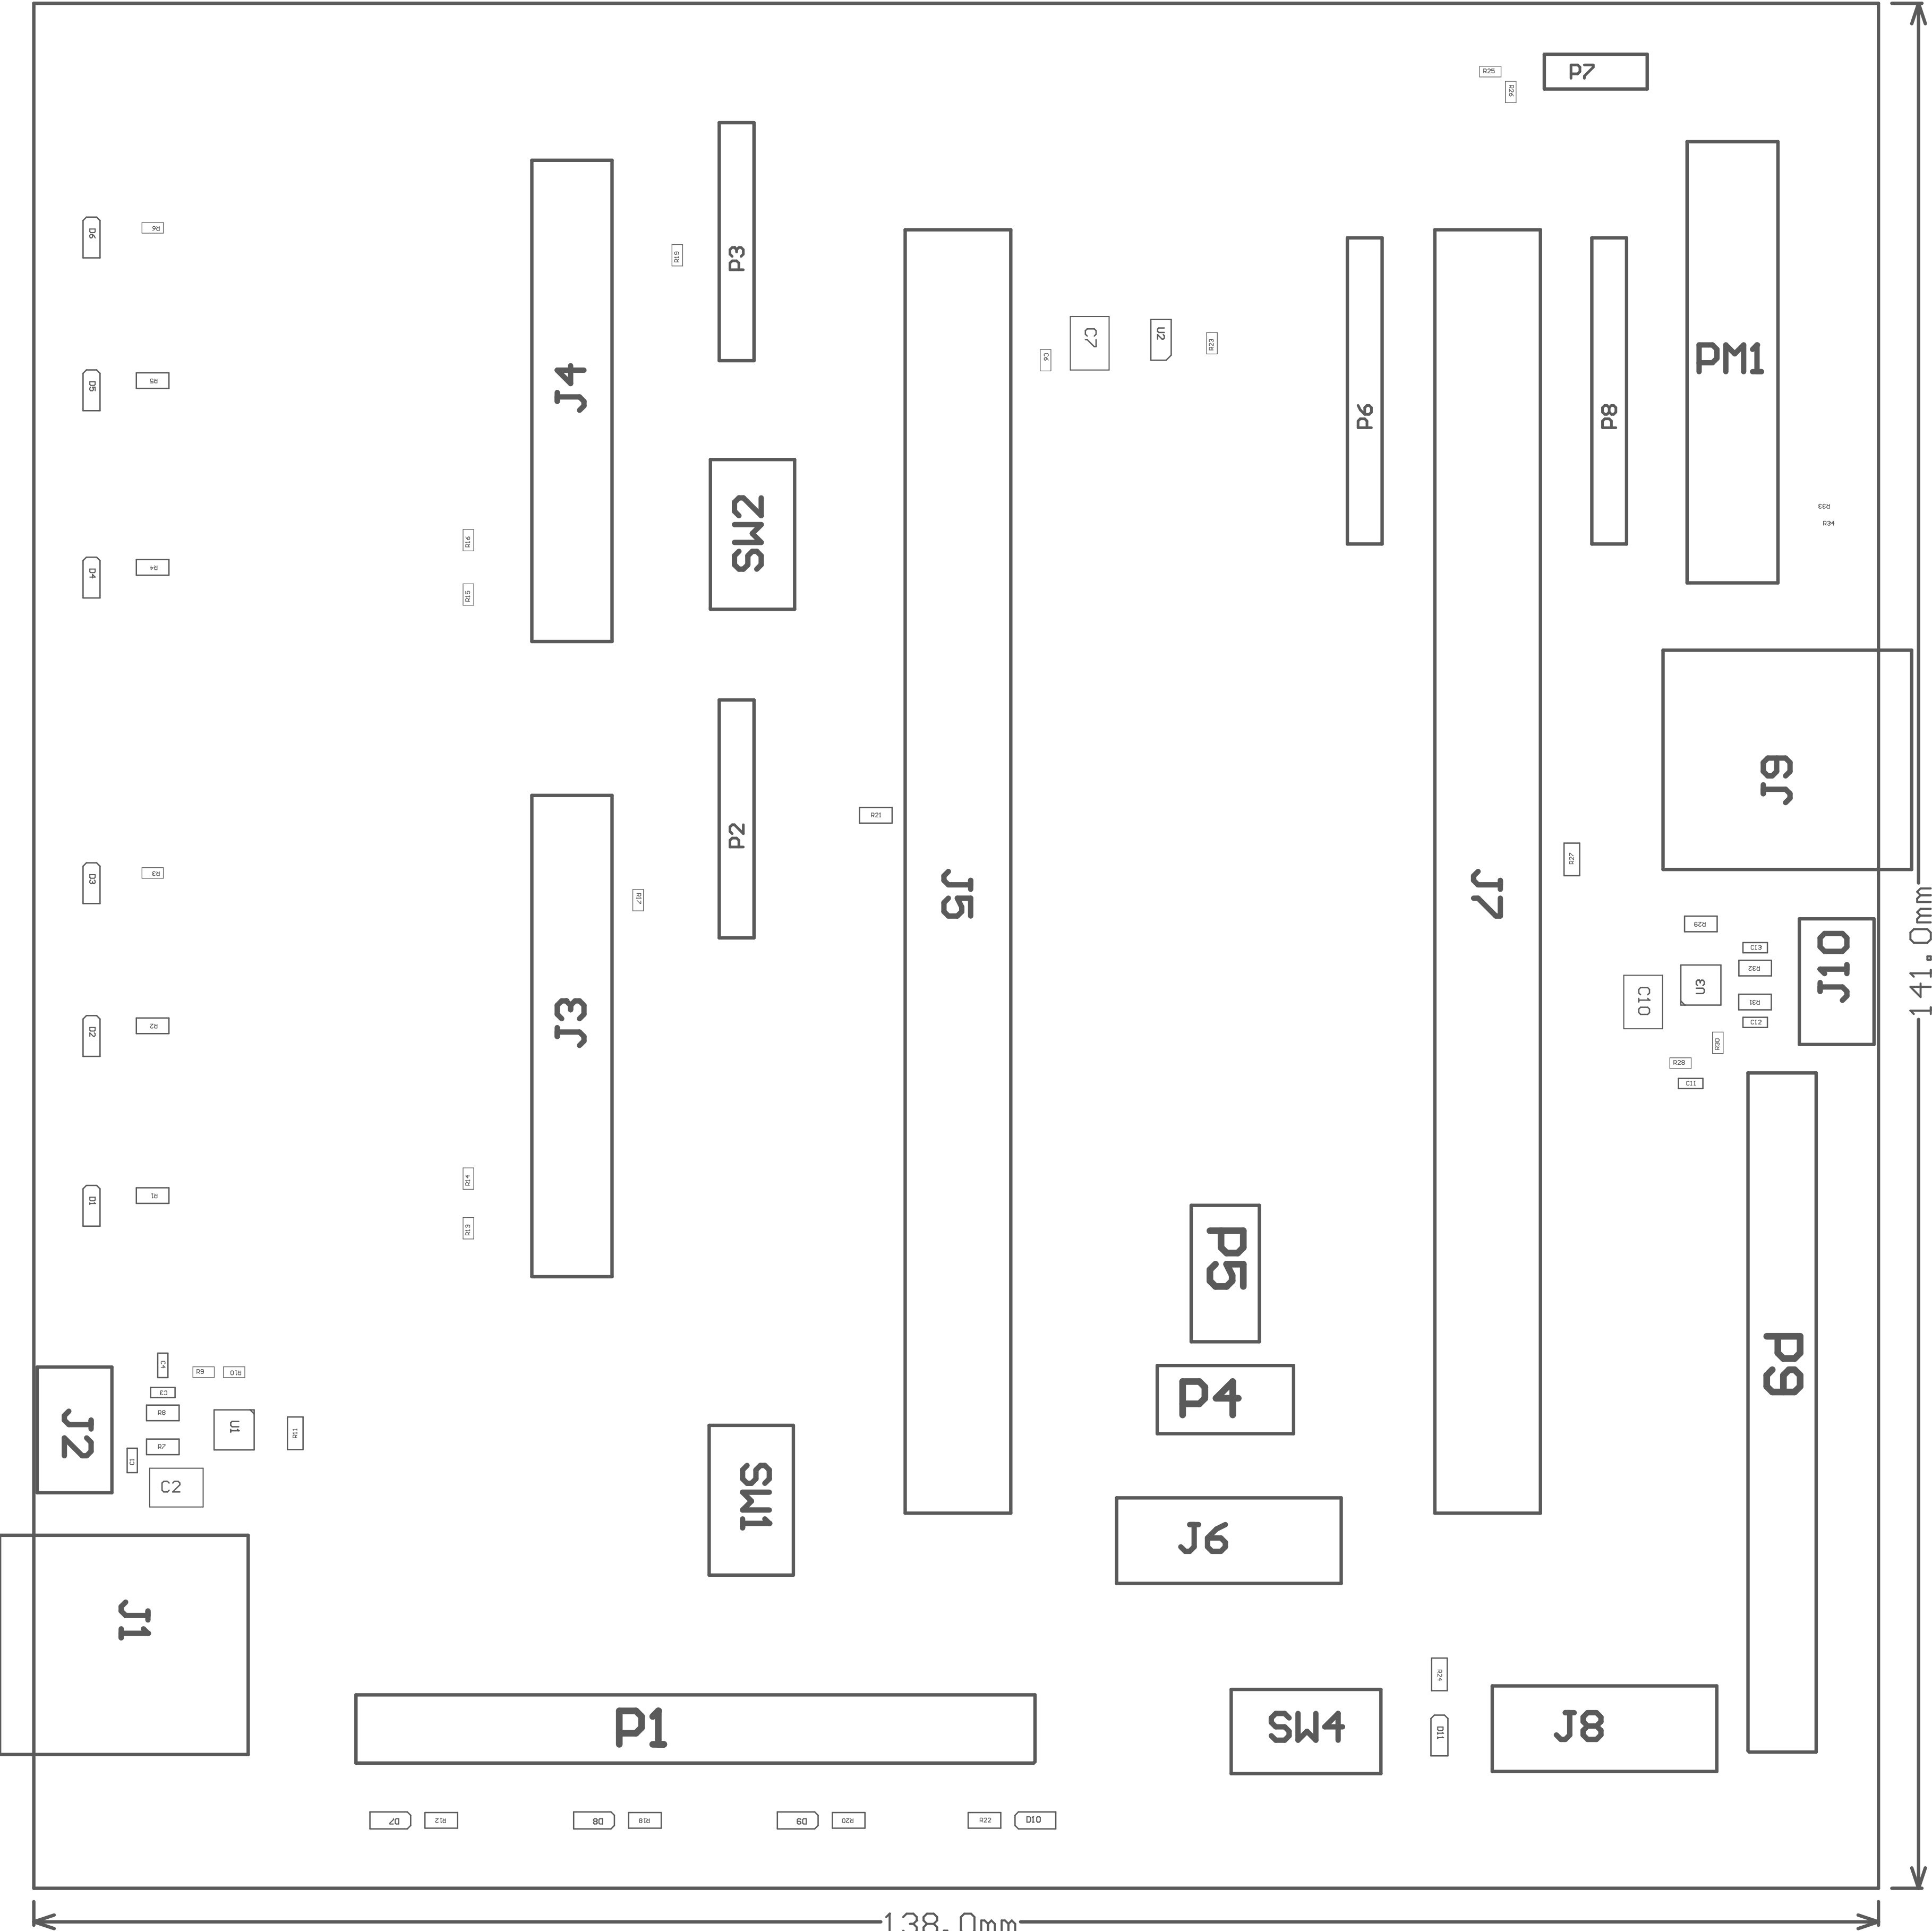 P7
R25
R26
D6
R6
P3
R19
J4
C7
U2
R23
C6
P6
P8
PM1
D5
R5
SW2
R33
R34
R16
D4
R4
R15
J9
P2
R21
R27
D3
R3
R17
J5
J7
R29
C13
J10
R32
U3
C10
R31
141.0mm
J3
D2
R2
C12
R30
R28
C11
R14
D1
R1
R13
P5
C4
R9
R10
C3
P4
P9
J2
R8
U1
R11
R7
C1
C2
SW1
J6
J1
R24
P1
SW4
D11
J8
D7
R12
D8
R18
D9
R20
R22
D10
138.0mm